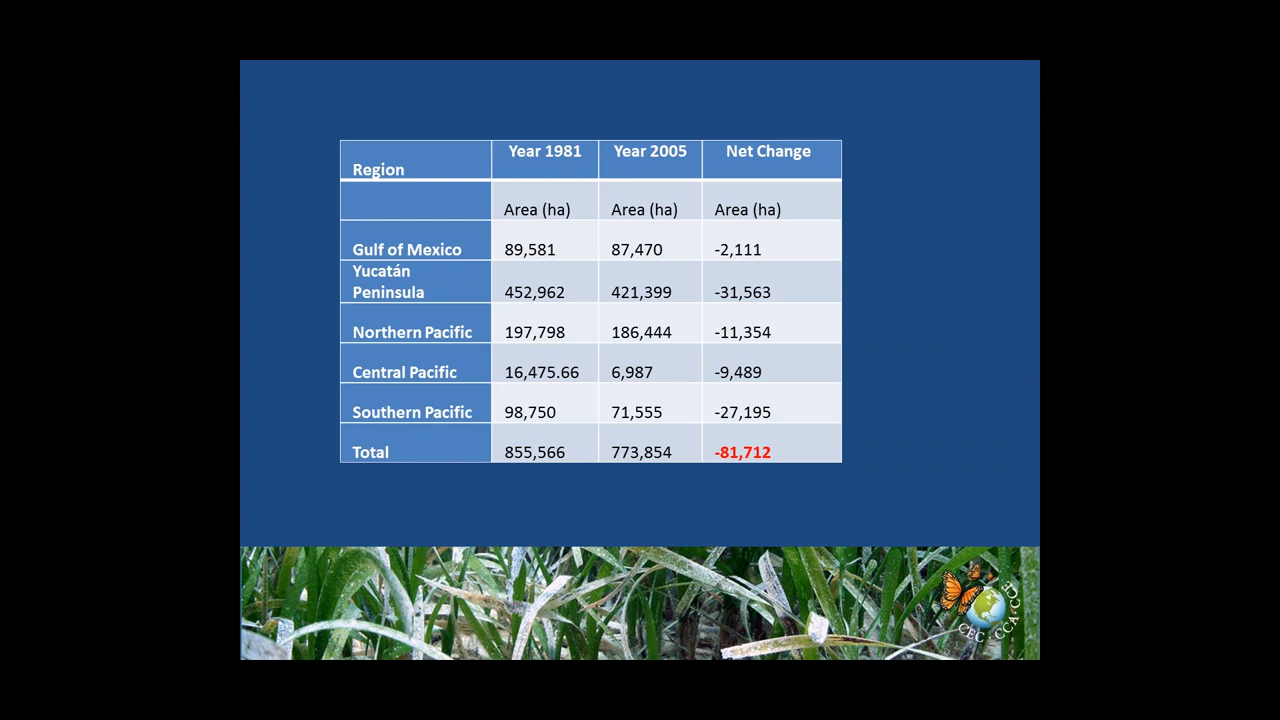 Region Year 1981 Year 2005 Net Change
Area (ha) Area (ha) Area (ha)
Gulf of Mexico 89,581 87,470 -2,111
Yucatán
Peninsula 452,962 421,399 -31,563
Northern Pacific 197,798 186,444 -11,354
Central Pacific 16,475.66 6,987 -9,489
Southern Pacific 98,750 71,555 -27,195
Total 855,566 773,854 -81,712
CEC · CCA · CCE